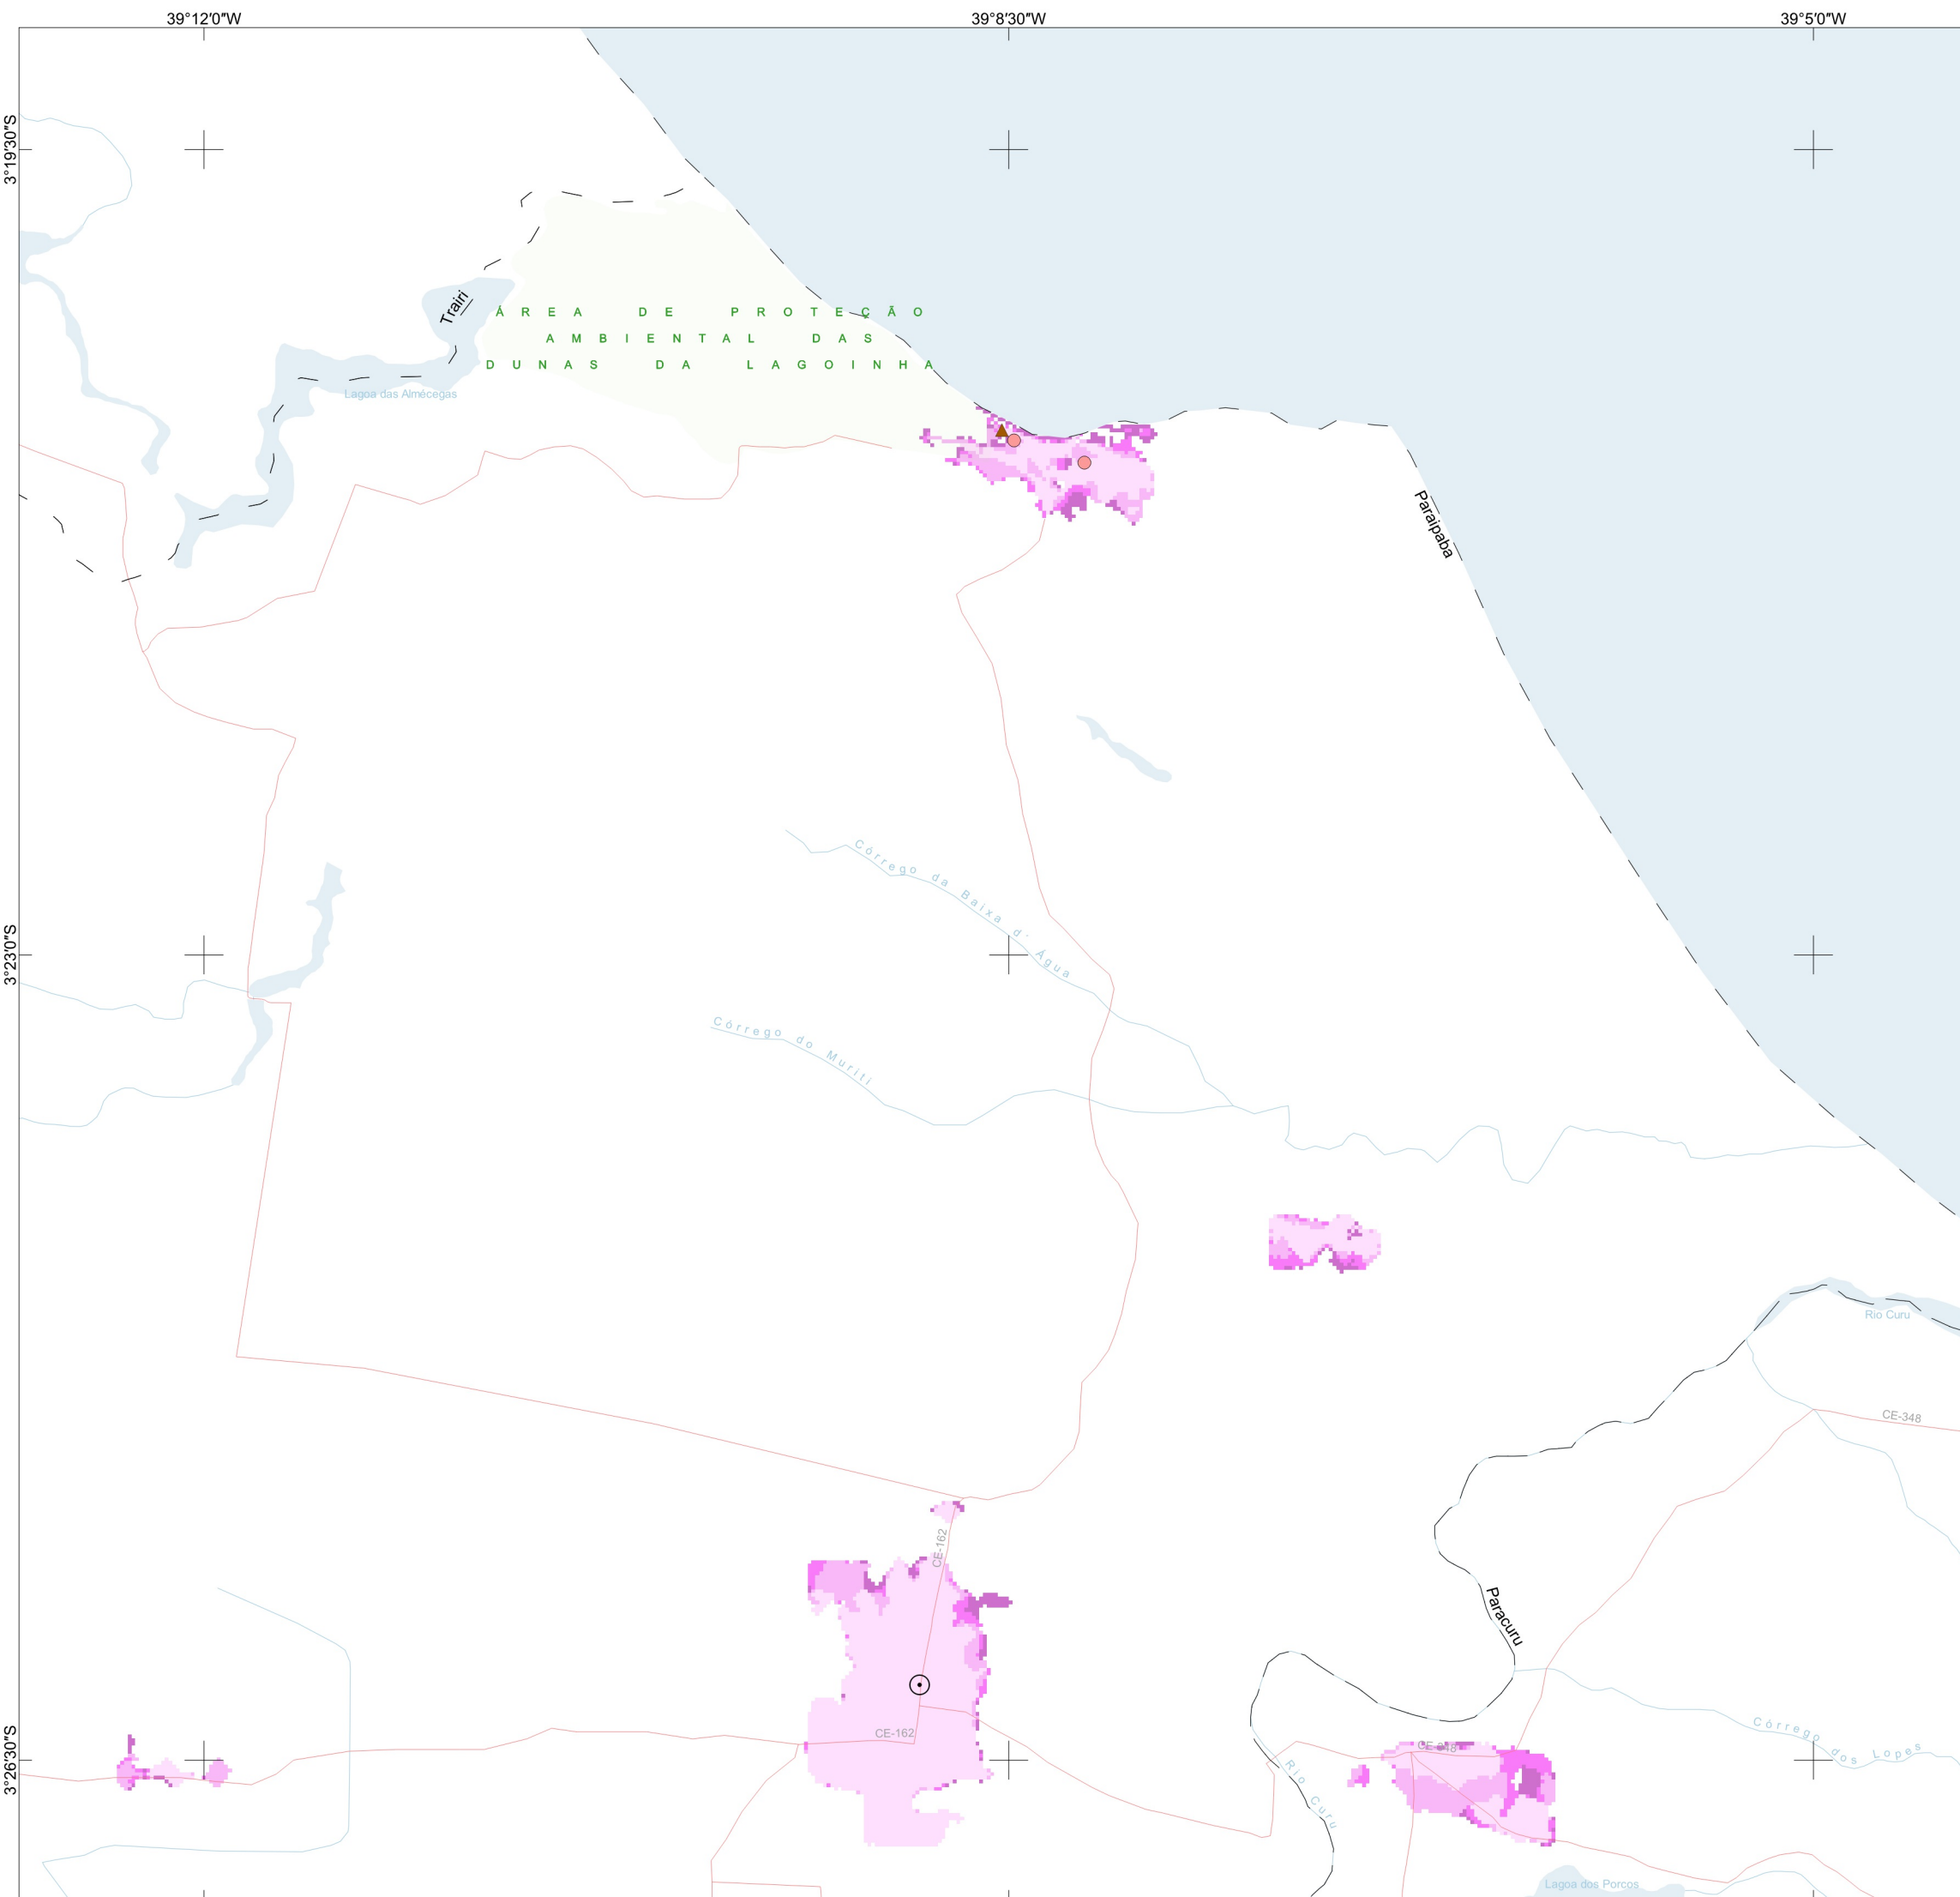 39°12'0"W
39°8'30"W
39°5'0"W
3°19'30"S
Trairi
ÁREA DE PROTEÇÃO
AMBIENTAL DAS
DUNAS DA LAGOINHA
Lagoa das Almécegas
Paraipaba
Córrego da Baixa d' Água
3°23'0"S
Córrego do Muriti
Rio Curu
CE-348
CE-162
Paracuru
CE-162
3°26'30"S
CE-348
Córrego dos Lopes
Rio Curu
Lagoa dos Porcos